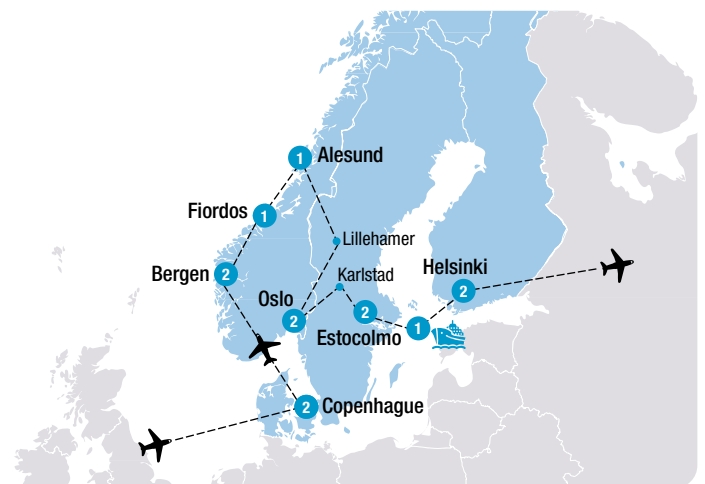 1 Alesund
Fiordos 1
Lillehamer
Bergen 2
Karlstad
Helsinki
2
Oslo
2
2
Estocolmo 1
2 Copenhague